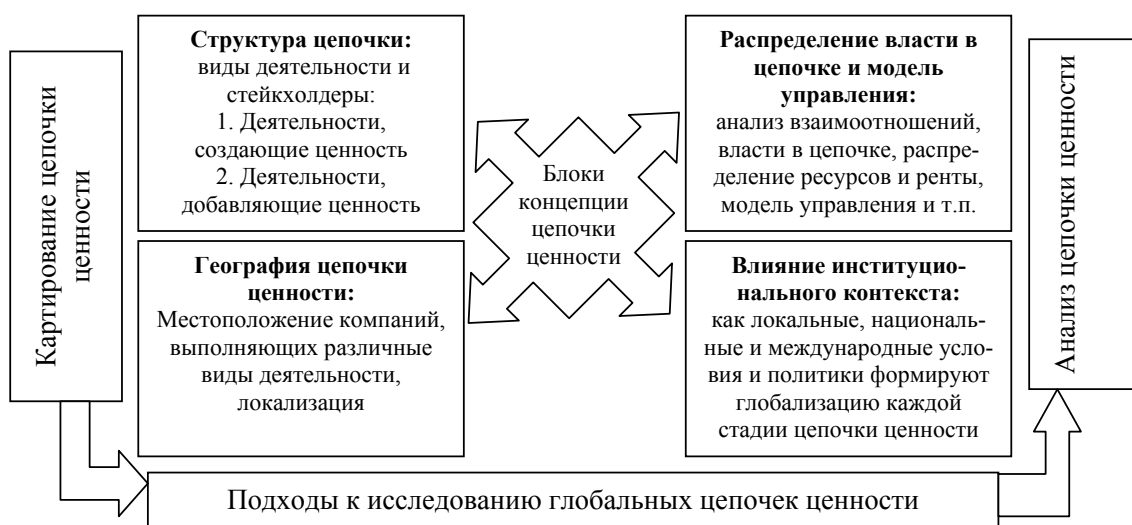 Картирование цепочки
ценности
Структура цепочки:
виды деятельности и
стейкхолдеры:
1. Деятельности,
создающие ценность
2. Деятельности,
добавляющие ценность
География цепочки
ценности:
Местоположение компаний,
выполняющих различные
виды деятельности,
локализация
Блоки
концепции
цепочки
ценности
Распределение власти в
цепочке и модель
управления:
анализ взаимоотношений,
власти в цепочке, распре-
деление ресурсов и ренты,
модель управления и т.п.
Влияние институцио-
нального контекста:
как локальные, националь-
ные и международные усло-
вия и политики формируют
глобализацию каждой
стадии цепочки ценности
Анализ цепочки ценности
Подходы к исследованию глобальных цепочек ценности